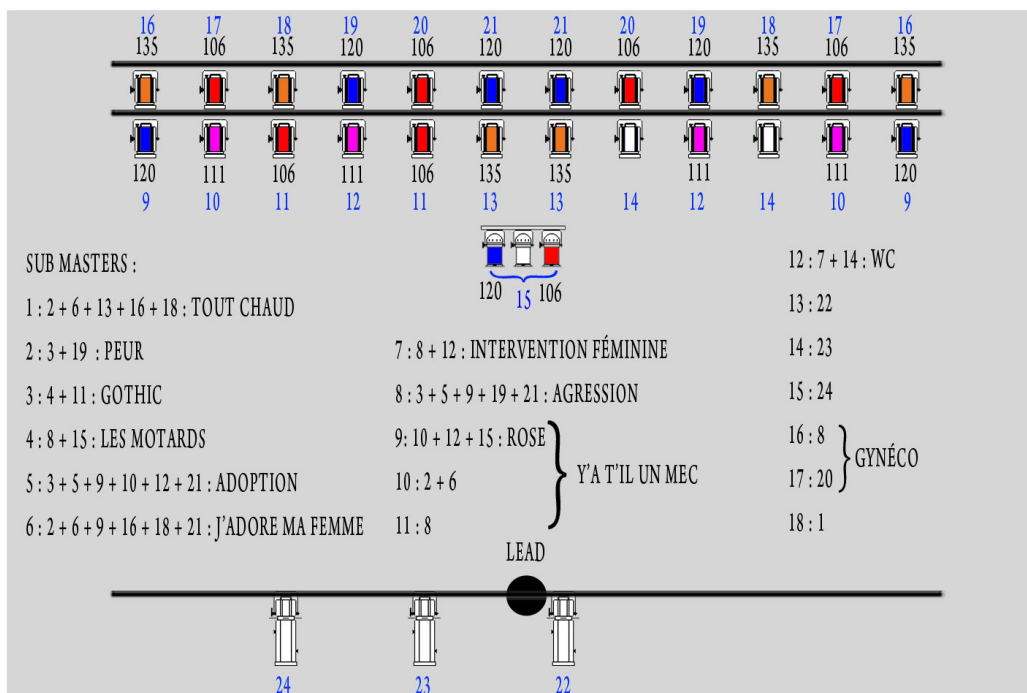 16 17 18 19 20 21 21 20 19 18 17 16
135 106 135 120 106 120 120 106 120 135 106 135
120 111 106 111 106 135 135 111 111 120
9 10 11 12 11 13 13 14 12 14 10 9
120 15 106
SUB MASTERS :
1 : 2 + 6 + 13 + 16 + 18 : TOUT CHAUD
2 : 3 + 19 : PEUR
3 : 4 + 11 : GOTHIC
4 : 8 + 15 : LES MOTARDS
5 : 3 + 5 + 9 + 10 + 12 + 21 : ADOPTION
6 : 2 + 6 + 9 + 16 + 18 + 21 : J'ADORE MA FEMME
7 : 8 + 12 : INTERVENTION FÉMININE
8 : 3 + 5 + 9 + 19 + 21 : AGRESSION
9: 10 + 12 + 15 : ROSE
10 : 2 + 6
11 : 8
Y'A T'IL UN MEC
12 : 7 + 14 : WC
13 : 22
14 : 23
15 : 24
16 : 8
17 : 20
GYNÉCO
18 : 1
LEAD
24 23 22